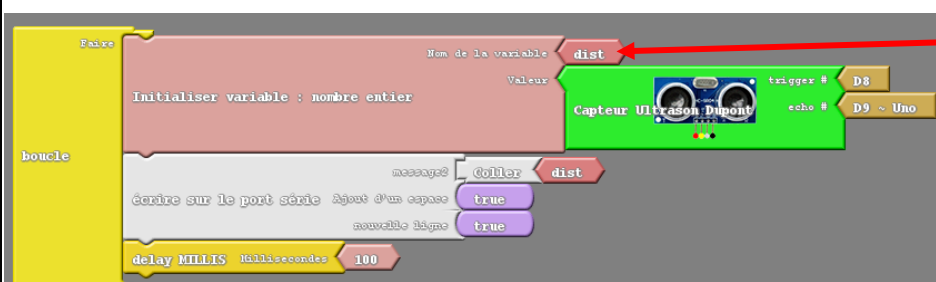 Faire
Nom de la variable dist
Valeur trigger # D8
Initialiser variable : nombre entier
Capteur Ultrason Dupont echo # D9 ~ Uno
boucle
message2 Coller dist
écrire sur le port série Ajout d'un espace true
nouvelle ligne true
delay MILLIS Millisecondes 100